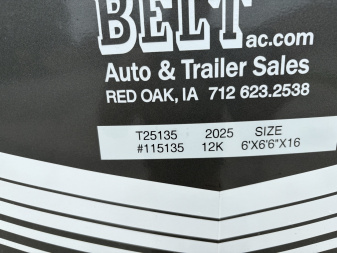 BELT ac.com
Auto & Trailer Sales
RED OAK, IA 712 623.2538
T25135 2025 SIZE
#115135 12K 6'X6'6"X16